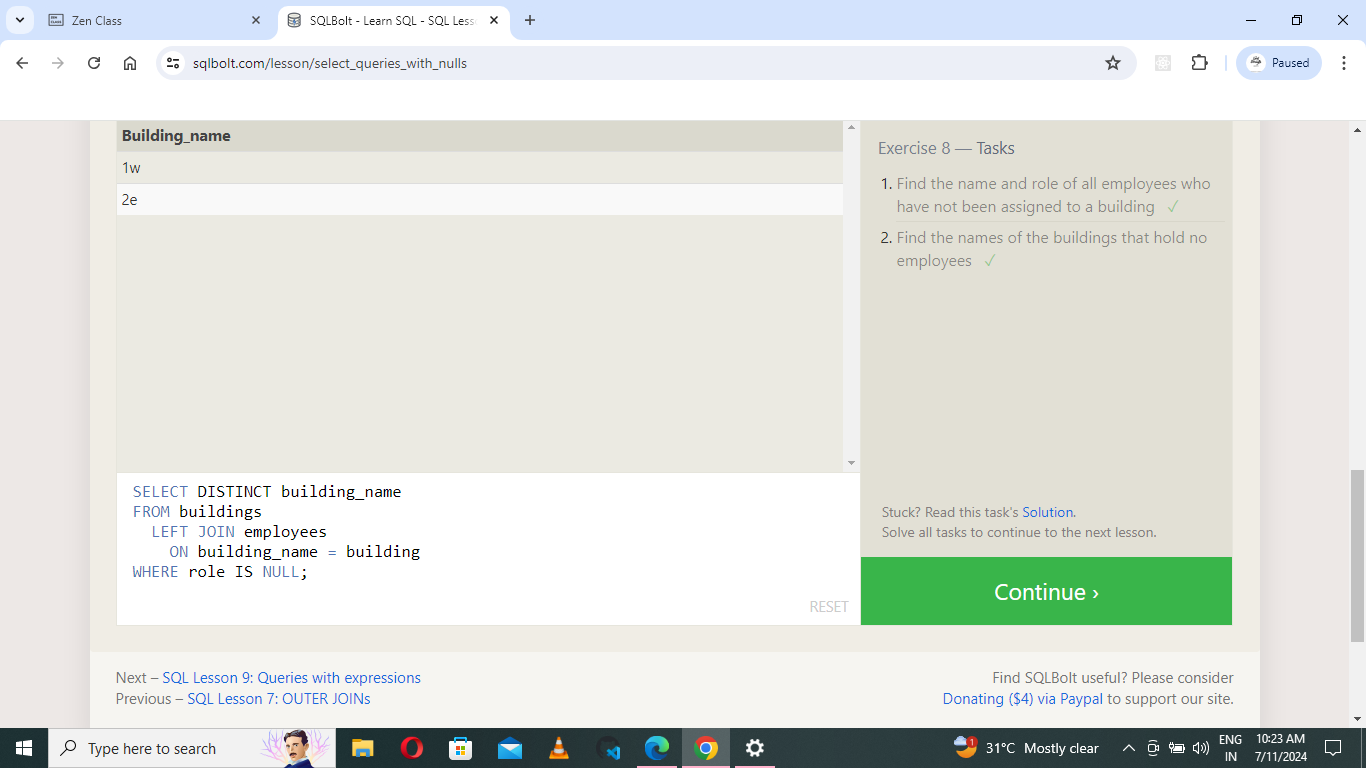 Zen Class
SQLBolt - Learn SQL - SQL Less
sqlbolt.com/lesson/select_queries_with_nulls
Paused
Building_name
1w
2e
Exercise 8 — Tasks
1. Find the name and role of all employees who
have not been assigned to a building ✓
2. Find the names of the buildings that hold no
employees ✓
SELECT DISTINCT building_name
FROM buildings
LEFT JOIN employees
ON building_name = building
WHERE role IS NULL;
RESET
Stuck? Read this task's Solution.
Solve all tasks to continue to the next lesson.
Continue ›
Next – SQL Lesson 9: Queries with expressions
Previous – SQL Lesson 7: OUTER JOINs
Find SQLBolt useful? Please consider
Donating ($4) via Paypal to support our site.
Type here to search
1
31°C Mostly clear
ENG
IN
10:23 AM
7/11/2024